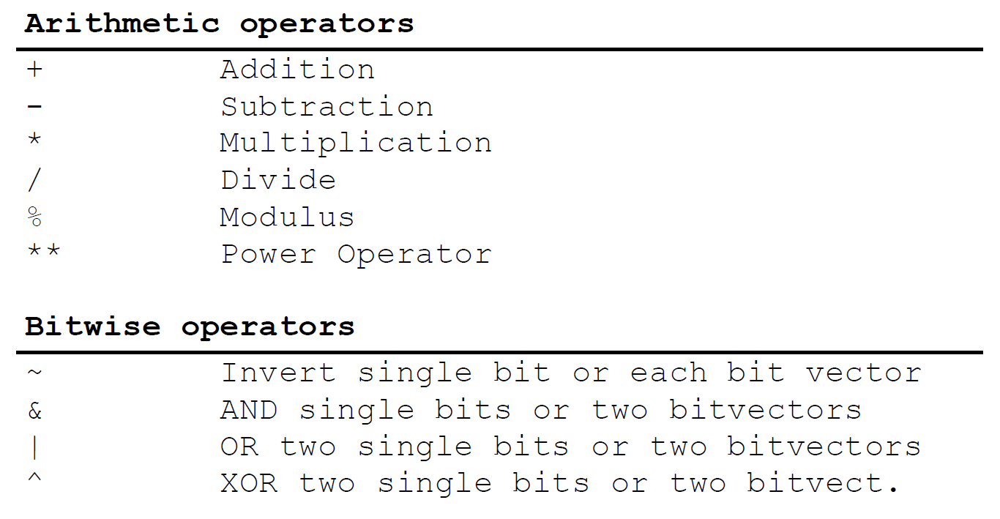 Arithmetic operators
+ Addition
- Subtraction
* Multiplication
/ Divide
% Modulus
** Power Operator
Bitwise operators
~ Invert single bit or each bit vector
& AND single bits or two bitvectors
| OR two single bits or two bitvectors
^ XOR two single bits or two bitvect.